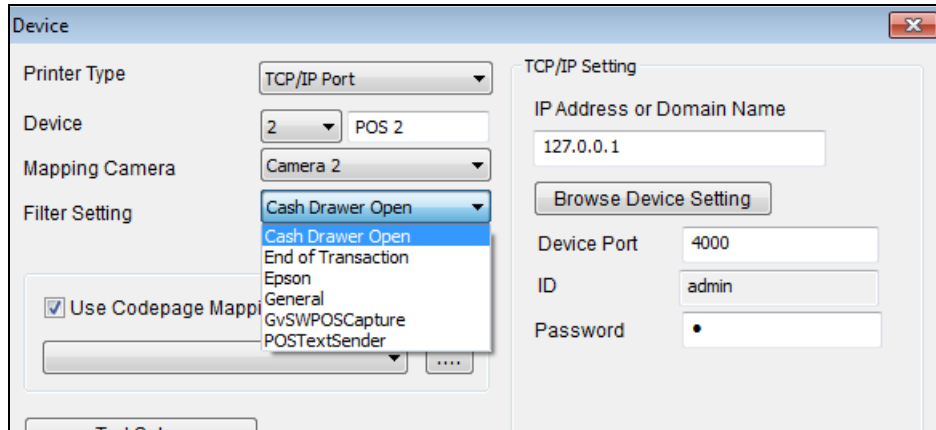 Device
Printer Type
TCP/IP Port
Device
2
POS 2
Mapping Camera
Camera 2
Filter Setting
Cash Drawer Open
Cash Drawer Open
End of Transaction
Epson
General
GvSWPOSCapture
POSTextSender
Use Codepage Mappi
....
TCP/IP Setting
IP Address or Domain Name
127.0.0.1
Browse Device Setting
Device Port
4000
ID
admin
Password
•